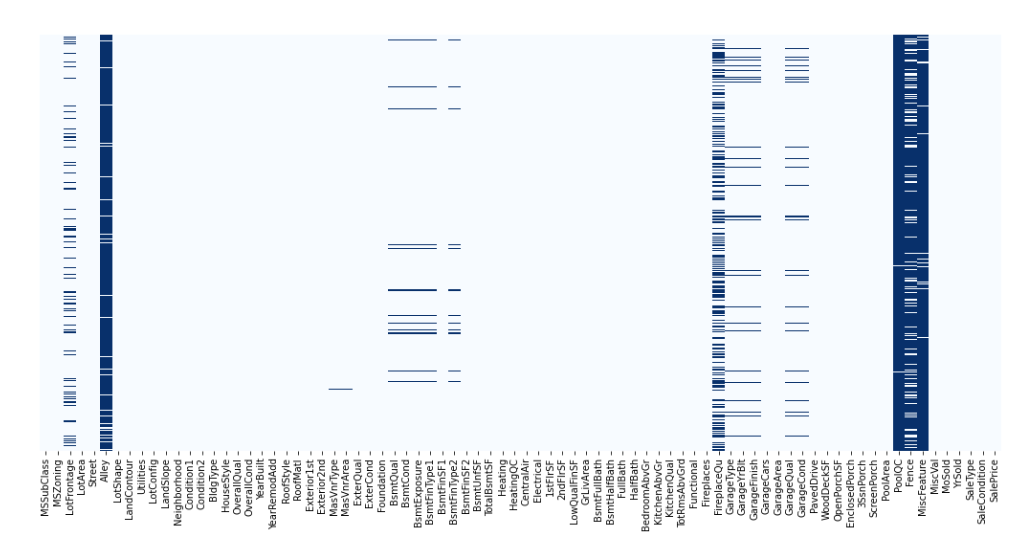 MSSubClass
MSZoning
LotFrontage
LotArea
Street
Alley
LotShape
LandContour
Utilities
LotConfig
LandSlope
Neighborhood
Condition1
Condition2
BldgType
HouseStyle
OverallQual
OverallCond
YearBuilt
YearRemodAdd
RoofStyle
RoofMatl
Exterior1st
Exterior2nd
MasVnrType
MasVnrArea
ExterQual
ExterCond
Foundation
BsmtQual
BsmtCond
BsmtExposure
BsmtFinType1
BsmtFinSF1
BsmtFinType2
BsmtFinSF2
BsmtUnfSF
TotalBsmtSF
Heating
HeatingQC
CentralAir
Electrical
1stFlrSF
2ndFlrSF
LowQualFinSF
GrLivArea
BsmtFullBath
BsmtHalfBath
FullBath
HalfBath
BedroomAbvGr
KitchenAbvGr
KitchenQual
TotRmsAbvGrd
Functional
Fireplaces
FireplaceQu
GarageType
GarageYrBlt
GarageFinish
GarageCars
GarageArea
GarageQual
GarageCond
PavedDrive
WoodDeckSF
OpenPorchSF
EnclosedPorch
3SsnPorch
ScreenPorch
PoolArea
PoolQC
Fence
MiscFeature
MiscVal
MoSold
YrSold
SaleType
SaleCondition
SalePrice